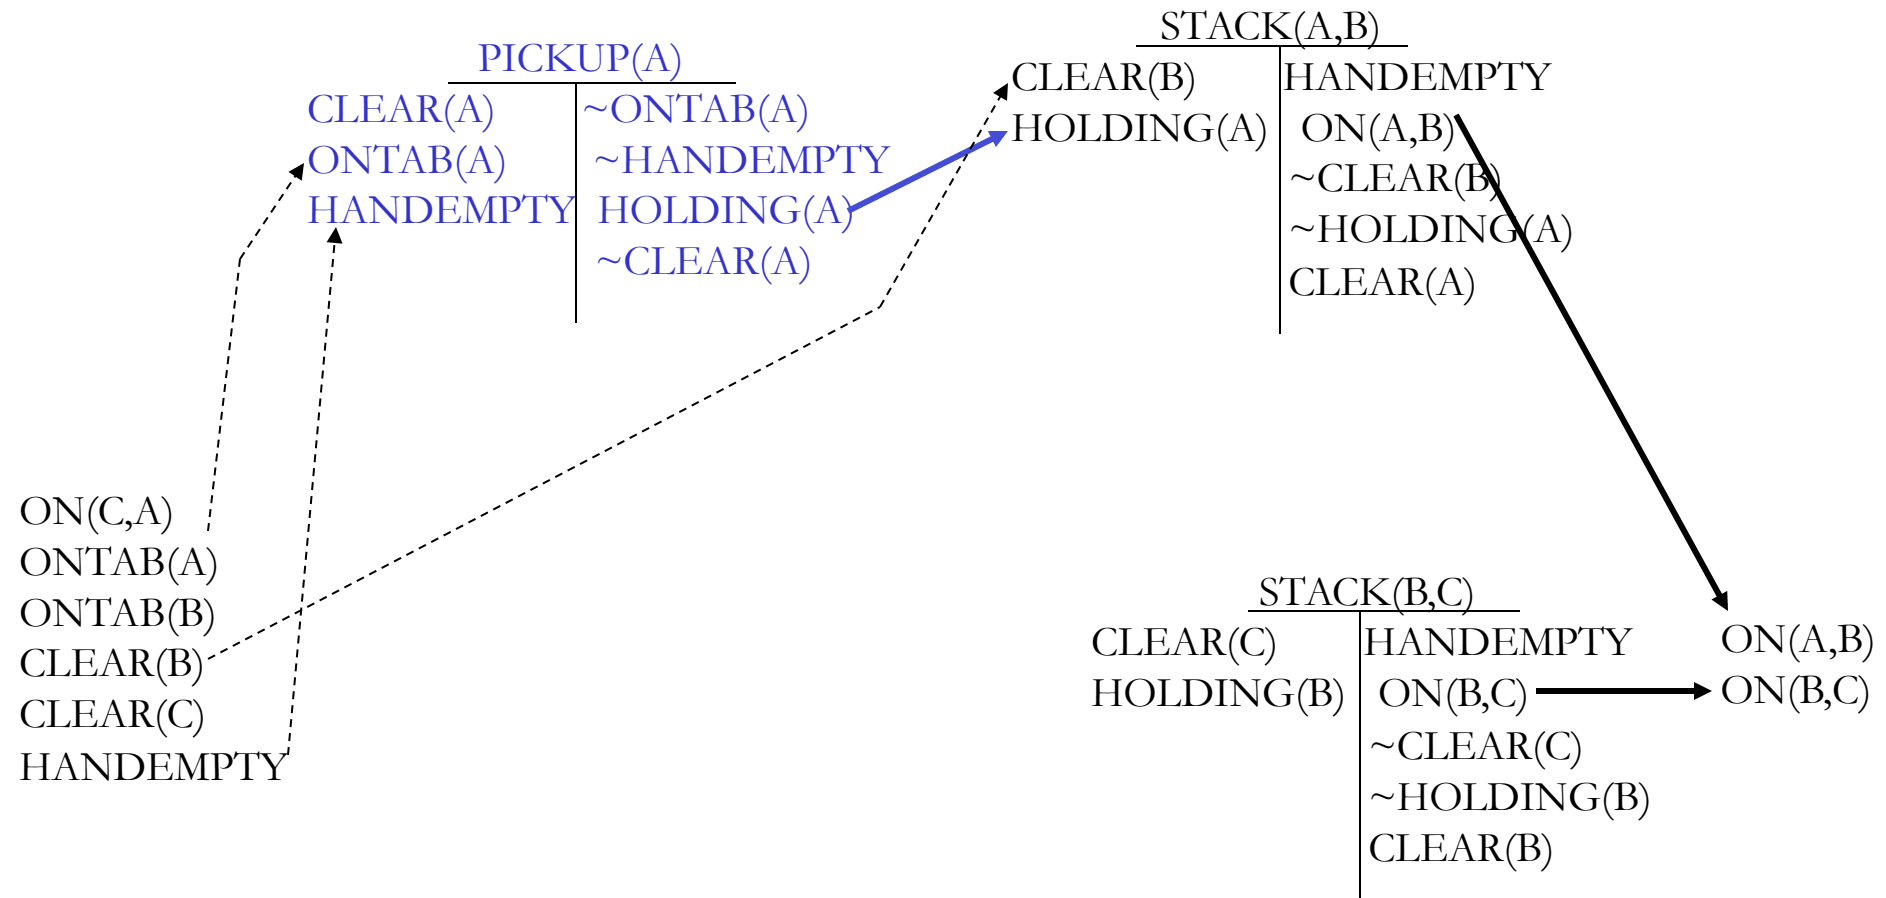 PICKUP(A)
CLEAR(A)
ONTAB(A)
HANDEMPTY
~ONTAB(A)
~HANDEMPTY
HOLDING(A)
~CLEAR(A)
STACK(A,B)
CLEAR(B)
HOLDING(A)
HANDEMPTY
ON(A,B)
~CLEAR(B)
~HOLDING(A)
CLEAR(A)
ON(C,A)
ONTAB(A)
ONTAB(B)
CLEAR(B)
CLEAR(C)
HANDEMPTY
STACK(B,C)
CLEAR(C)
HOLDING(B)
HANDEMPTY
ON(B,C)
~CLEAR(C)
~HOLDING(B)
CLEAR(B)
ON(A,B)
ON(B,C)